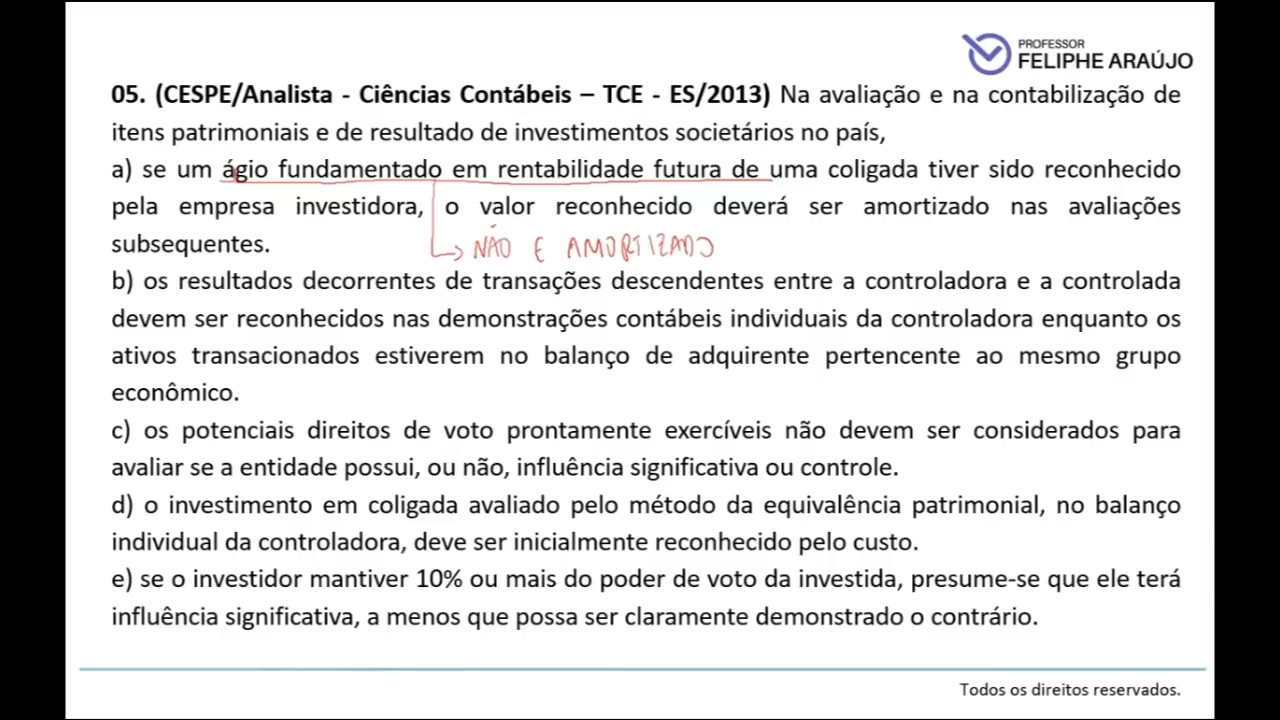 PROFESSOR
FELIPHE ARAÚJO
05. (CESPE/Analista - Ciências Contábeis – TCE - ES/2013) Na avaliação e na contabilização de
itens patrimoniais e de resultado de investimentos societários no país,
a) se um ágio fundamentado em rentabilidade futura de uma coligada tiver sido reconhecido
pela empresa investidora, o valor reconhecido deverá ser amortizado nas avaliações
subsequentes.
NÃO E AMORTIZADO
b) os resultados decorrentes de transações descendentes entre a controladora e a controlada
devem ser reconhecidos nas demonstrações contábeis individuais da controladora enquanto os
ativos transacionados estiverem no balanço de adquirente pertencente ao mesmo grupo
econômico.
c) os potenciais direitos de voto prontamente exercíveis não devem ser considerados para
avaliar se a entidade possui, ou não, influência significativa ou controle.
d) o investimento em coligada avaliado pelo método da equivalência patrimonial, no balanço
individual da controladora, deve ser inicialmente reconhecido pelo custo.
e) se o investidor mantiver 10% ou mais do poder de voto da investida, presume-se que ele terá
influência significativa, a menos que possa ser claramente demonstrado o contrário.
Todos os direitos reservados.